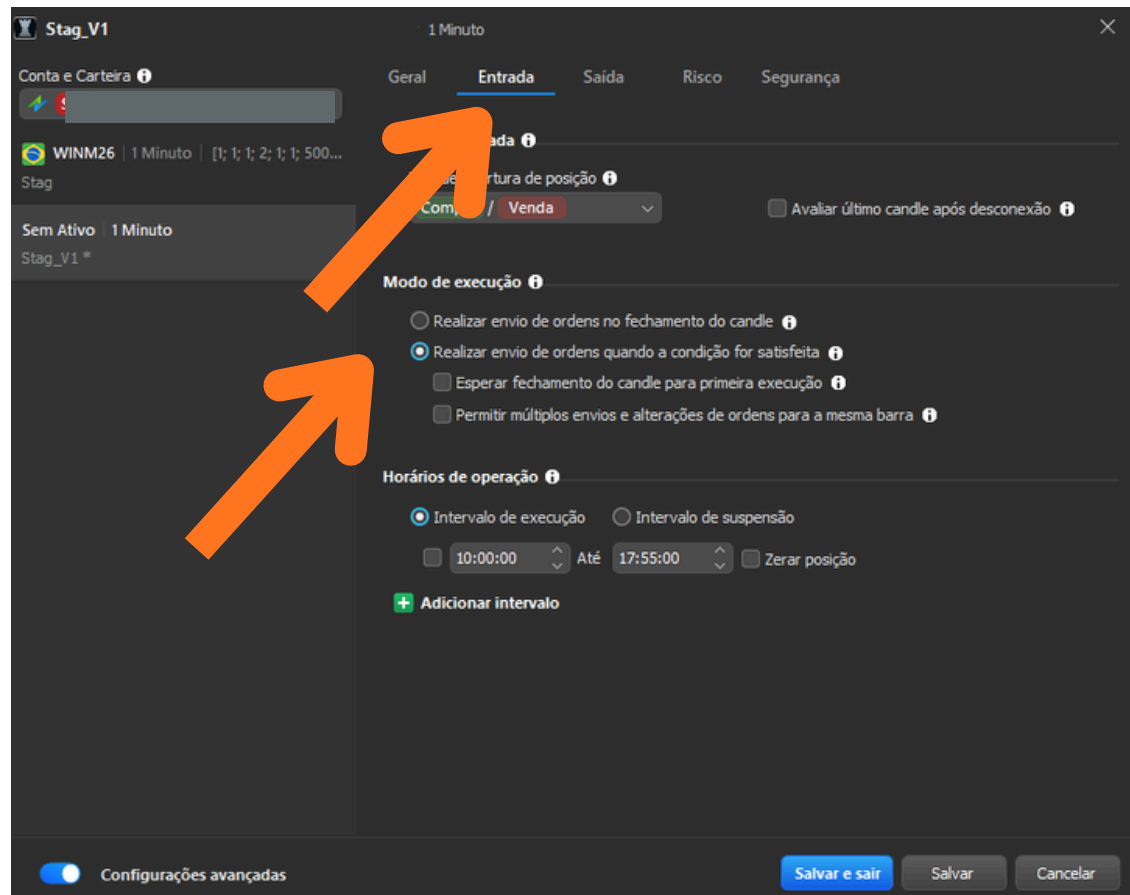 Stag_V1
1 Minuto
Conta e Carteira
Geral Entrada Saída Risco Segurança
WINM26 | 1 Minuto | [1; 1; 1; 2; 1; 1; 500...
Stag
posição
/ Venda
Avaliar último candle após desconexão
Sem Ativo | 1 Minuto
Stag_V1 *
Modo de execução
Realizar envio de ordens no fechamento do candle
Realizar envio de ordens quando a condição for satisfeita
Esperar fechamento do candle para primeira execução
Permitir múltiplos envios e alterações de ordens para a mesma barra
Horários de operação
Intervalo de execução Intervalo de suspensão
10:00:00 Até 17:55:00 Zerar posição
Adicionar intervalo
Configurações avançadas
Salvar e sair Salvar Cancelar